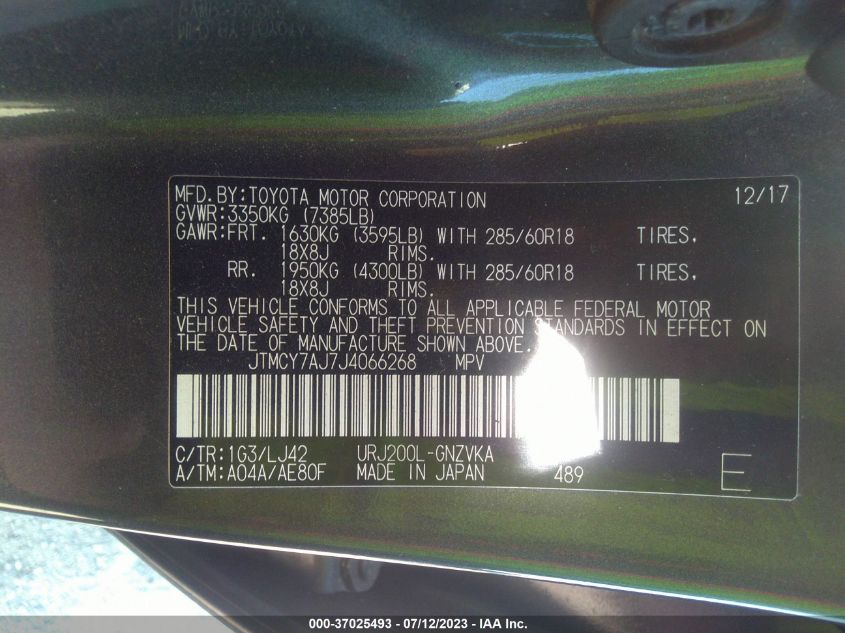 MFD.BY:TOYOTA MOTOR CORPORATION 12/17
GVWR:3350KG (7385LB)
GAWR:FRT. 1630KG (3595LB) WITH 285/60R18 TIRES,
18X8J RIMS.
RR. 1950KG (4300LB) WITH 285/60R18 TIRES,
18X8J RIMS.
THIS VEHICLE CONFORMS TO ALL APPLICABLE FEDERAL MOTOR
VEHICLE SAFETY AND THEFT PREVENTION STANDARDS IN EFFECT ON
THE DATE OF MANUFACTURE SHOWN ABOVE.
JTMCY7AJ7J4066268 MPV
C/TR:1G3/LJ42 URJ200L-GNZVKA
A/TM:A04A/AE80F MADE IN JAPAN 489 E
000-37025493 - 07/12/2023 - IAA Inc.